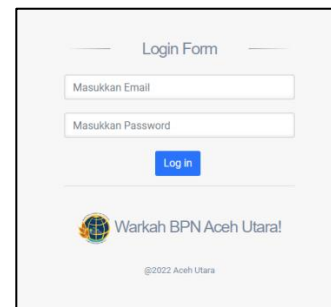 Login Form
Masukkan Email
Masukkan Password
Log in
Warkah BPN Aceh Utara!
@2022 Aceh Utara